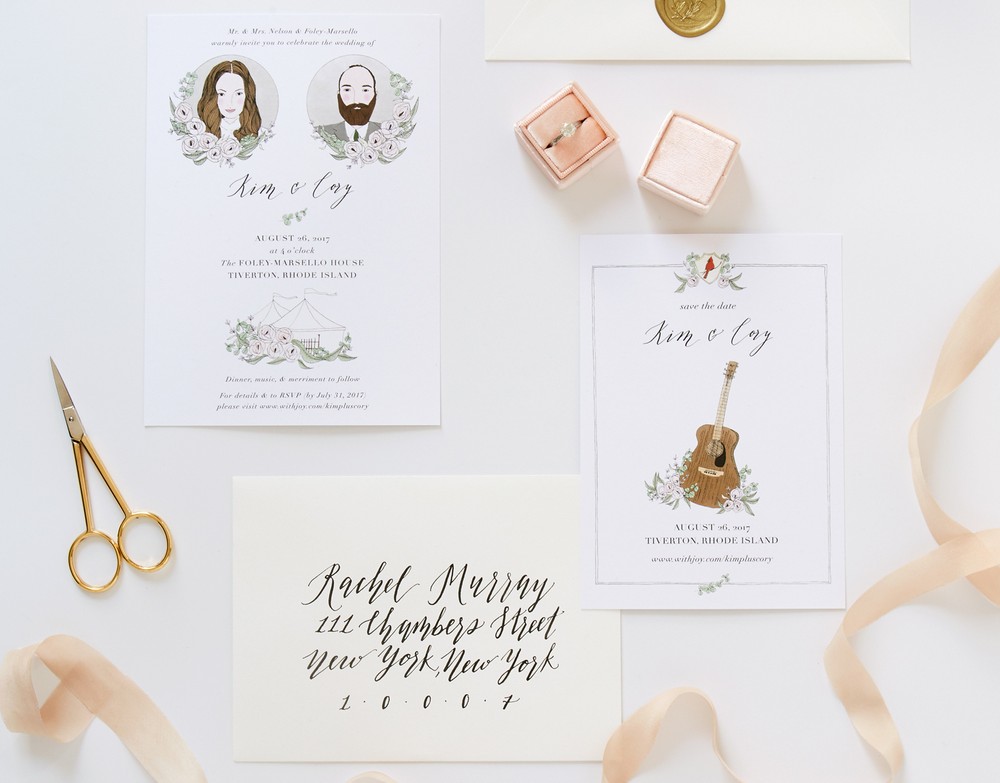 Mr. & Mrs. Nelson & Foley-Marsello
warmly invite you to celebrate the wedding of
Kim & Cory
AUGUST 26, 2017
at 4 o'clock
The FOLEY-MARSELLO HOUSE
TIVERTON, RHODE ISLAND
Dinner, music, & merriment to follow
For details & to RSVP (by July 31, 2017)
please visit www.withjoy.com/kimpluscory
save the date
Kim & Cory
AUGUST 26, 2017
TIVERTON, RHODE ISLAND
www.withjoy.com/kimpluscory
Rachel Murray
111 Chambers Street
New York, New York
1·0·0·0·7